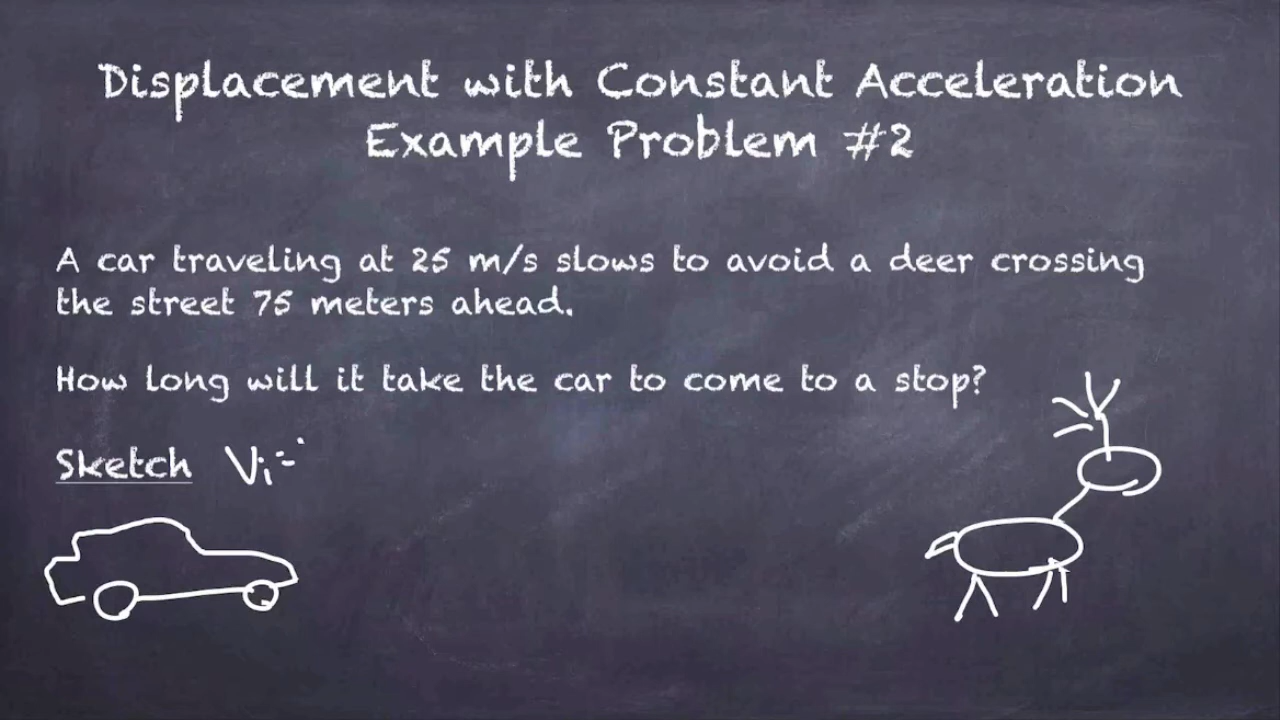 Displacement with Constant Acceleration
Example Problem #2
A car traveling at 25 m/s slows to avoid a deer crossing
the street 75 meters ahead.
How long will it take the car to come to a stop?
Sketch Vi=